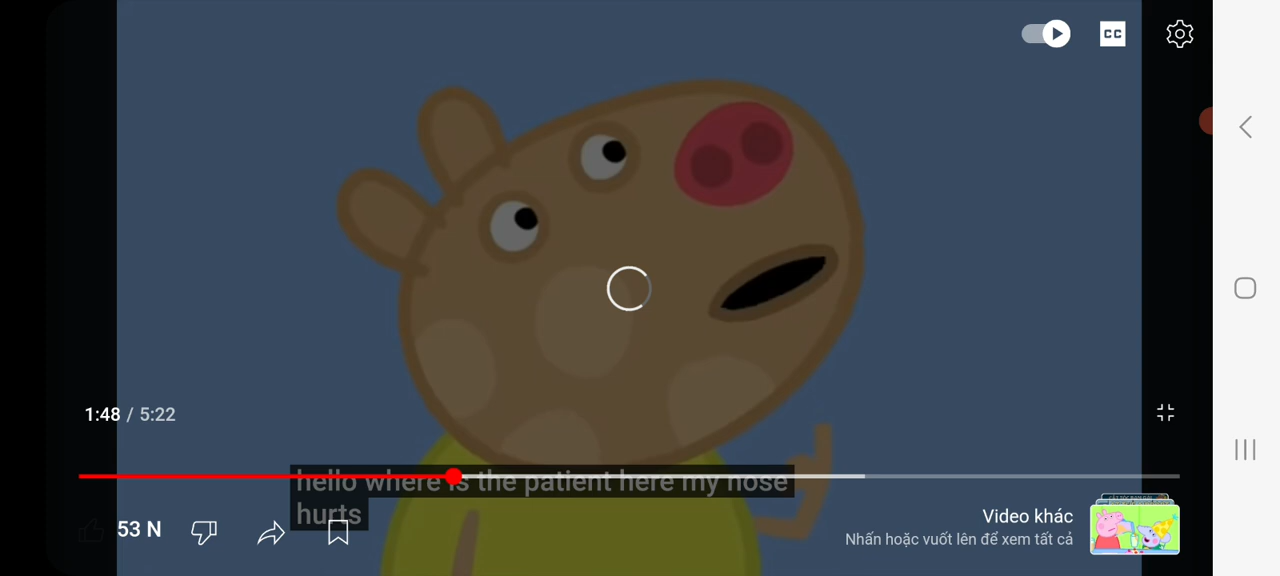 CC
1:48 / 5:22
hello where is the patient here my nose
hurts
53 N
Video khác
Nhấn hoặc vuốt lên để xem tất cả